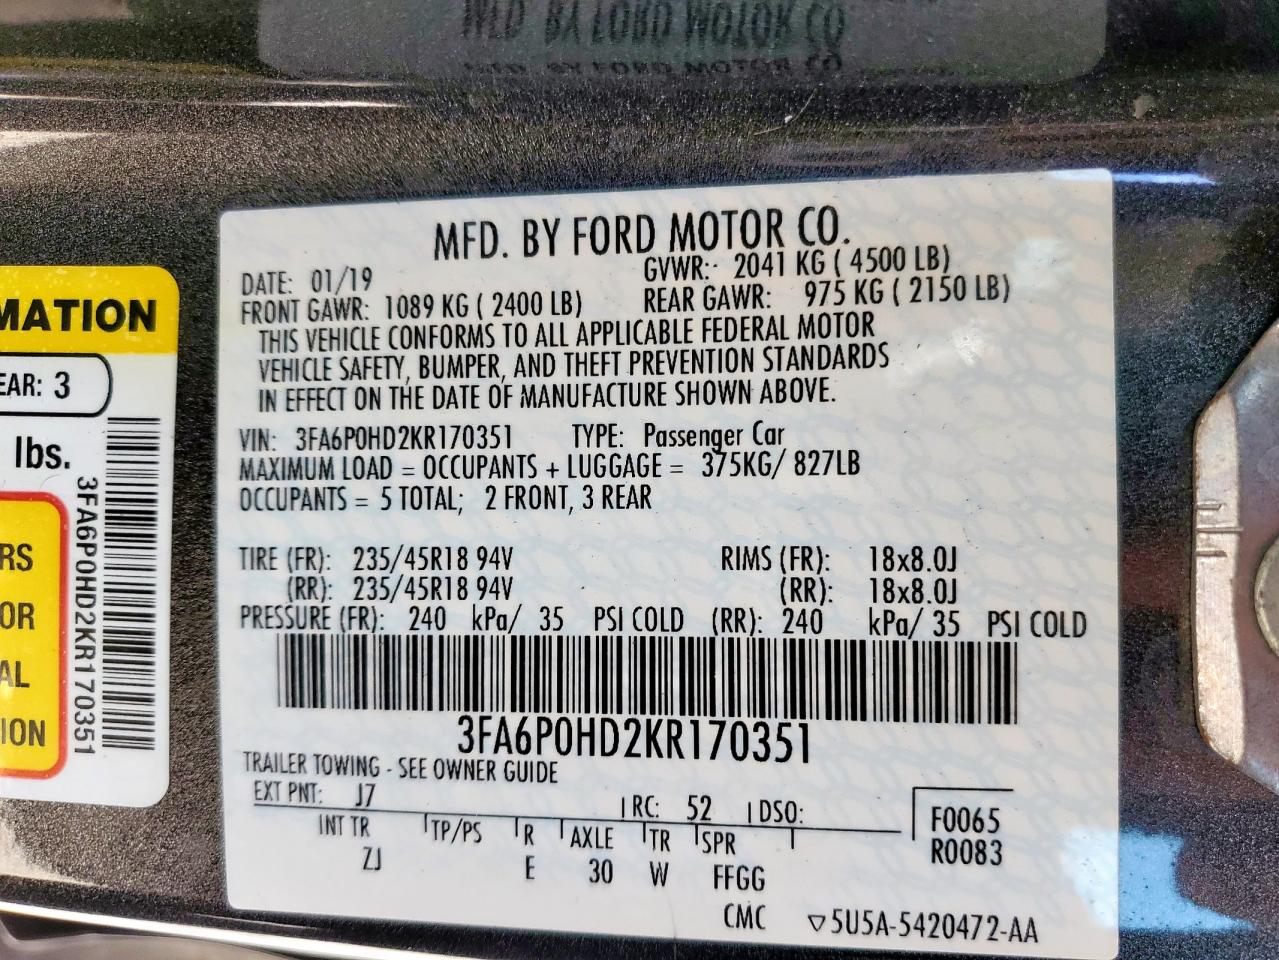 MFD. BY FORD MOTOR CO.
MFD. BY FORD MOTOR CO.
MFD. BY FORD MOTOR CO.
DATE: 01/19 GVWR: 2041 KG ( 4500 LB)
FRONT GAWR: 1089 KG ( 2400 LB) REAR GAWR: 975 KG ( 2150 LB)
THIS VEHICLE CONFORMS TO ALL APPLICABLE FEDERAL MOTOR
VEHICLE SAFETY, BUMPER, AND THEFT PREVENTION STANDARDS
IN EFFECT ON THE DATE OF MANUFACTURE SHOWN ABOVE.
VIN: 3FA6P0HD2KR170351 TYPE: Passenger Car
MAXIMUM LOAD = OCCUPANTS + LUGGAGE = 375KG/ 827LB
OCCUPANTS = 5 TOTAL; 2 FRONT, 3 REAR
TIRE (FR): 235/45R18 94V RIMS (FR): 18x8.0J
(RR): 235/45R18 94V (RR): 18x8.0J
PRESSURE (FR): 240 kPa/ 35 PSI COLD (RR): 240 kPa/ 35 PSI COLD
3FA6P0HD2KR170351
TRAILER TOWING - SEE OWNER GUIDE
EXT PNT: J7 RC: 52 DSO: F0065
INT TR TP/PS R AXLE TR SPR R0083
ZJ E 30 W FFGG
CMC ▽5U5A-5420472-AA
MATION
EAR: 3
lbs.
3FA6P0HD2KR170351
RS
OR
AL
ION